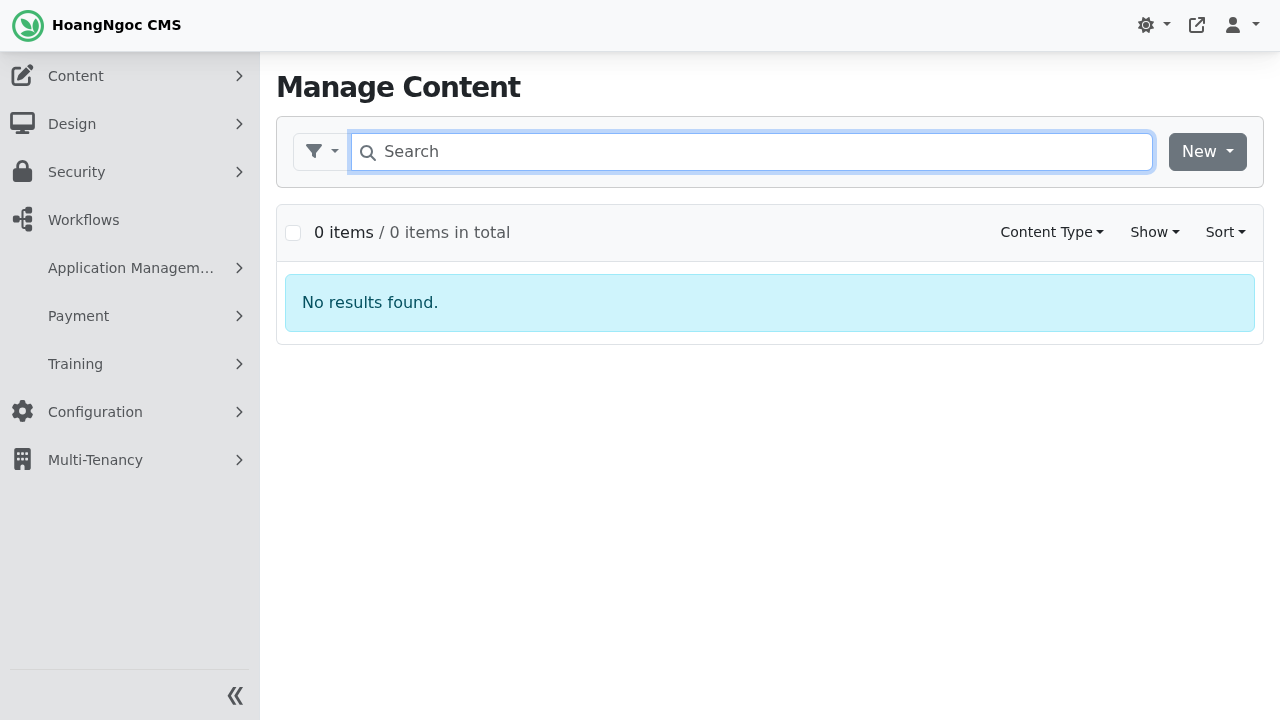 HoangNgoc CMS
Content
Design
Security
Workflows
Application Managem...
Payment
Training
Configuration
Multi-Tenancy
Manage Content
Search
New
0 items / 0 items in total
Content Type
Show
Sort
No results found.